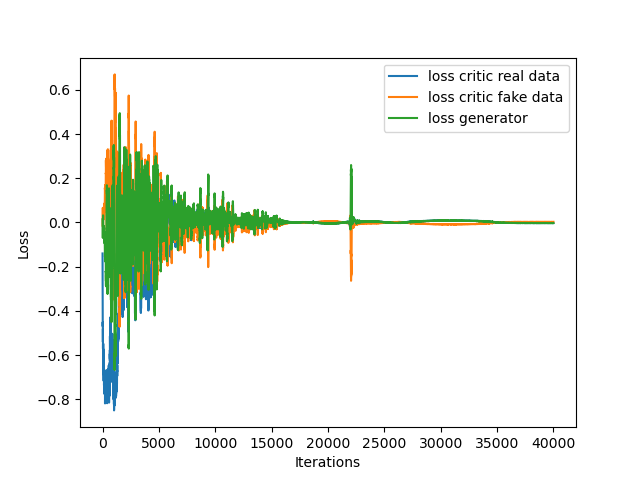 loss critic real data
loss critic fake data
loss generator
0.6
0.4
0.2
0.0
−0.2
−0.4
−0.6
−0.8
Loss
0 5000 10000 15000 20000 25000 30000 35000 40000
Iterations